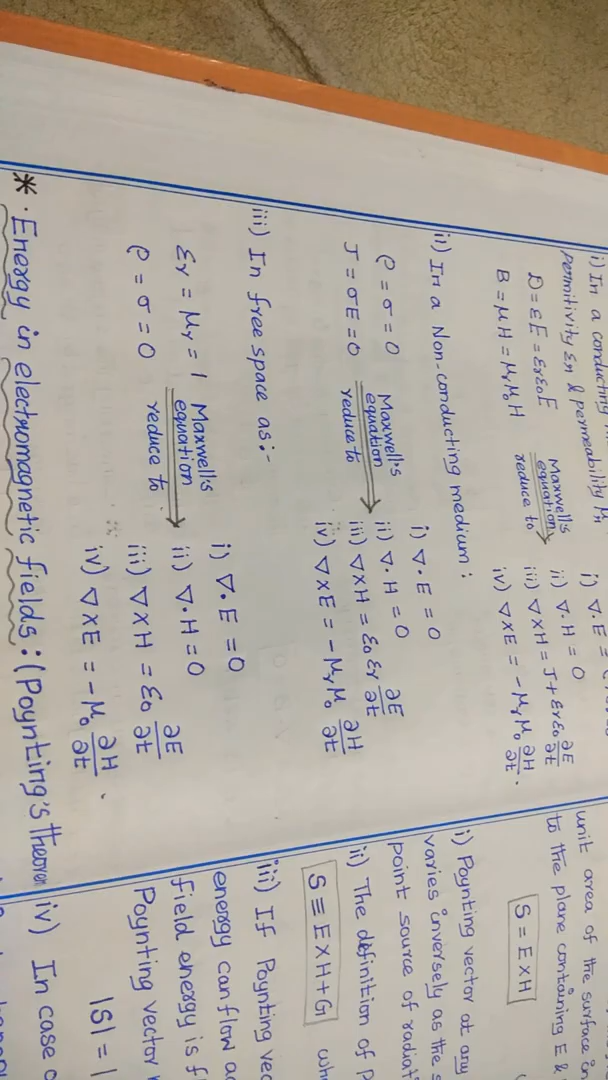 i) In a conducting
permitivity εr & permeability μr
D = εE = εrε₀E
B = μH = μrμ₀H
Maxwell's
equation
reduce to
i) ∇. E =
ii) ∇. H = 0
iii) ∇×H = J + εrε₀ ∂E/∂t
iv) ∇×E = - μrμ₀ ∂H/∂t .
ii) In a Non-conducting medium :
ρ = σ = 0
J = σE = 0
Maxwell's
equation
reduce to
i) ∇. E = 0
ii) ∇. H = 0
iii) ∇×H = ε₀ εr ∂E/∂t
iv) ∇×E = - μrμ₀ ∂H/∂t
iii) In free space as:-
εr = μr = 1
ρ = σ = 0
Maxwell's
equation
reduce to
i) ∇. E = 0
ii) ∇. H = 0
iii) ∇×H = ε₀ ∂E/∂t
iv) ∇×E = - μ₀ ∂H/∂t .
* . Energy in electromagnetic fields : (Poynting's theorem
unit area of the surface in
to the plane containing E &
S = E×H
i) Poynting vector at any
varies inversely as the s
point source of radiat
ii) The definition of P
S ≡ E×H+G
iii) If Poynting vec
energy can flow a
field energy is f
Poynting vector
|S| =
iv) In case